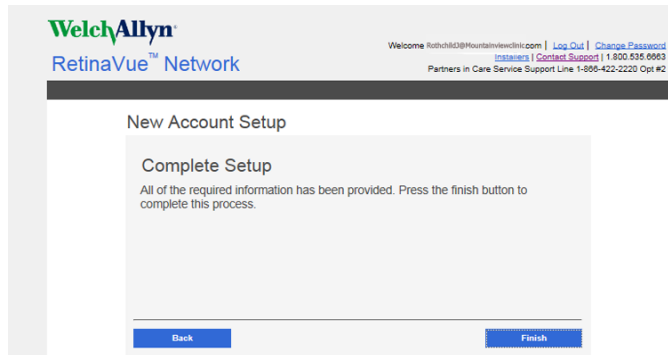 WelchAllyn
RetinaVue™ Network
Welcome RothchildJ@Mountainviewclinic.com | Log Out | Change Password
Installers | Contact Support | 1.800.535.6663
Partners in Care Service Support Line 1-866-422-2220 Opt #2
New Account Setup
Complete Setup
All of the required information has been provided. Press the finish button to
complete this process.
Back
Finish